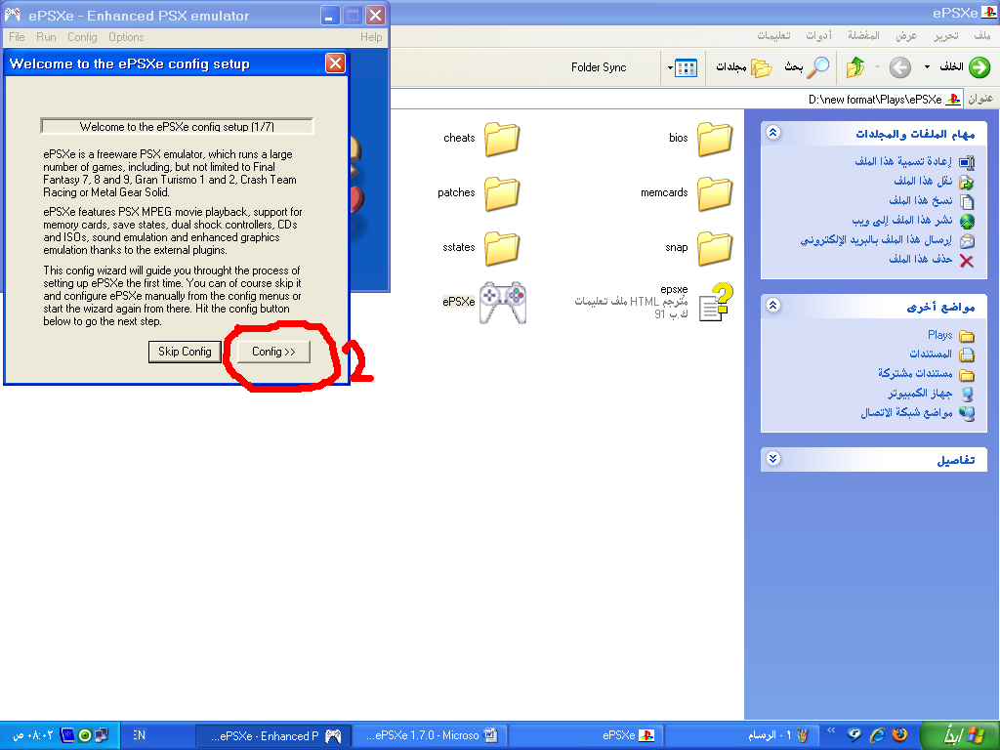 ePSXe - Enhanced PSX emulator
File Run Config Options Help
Welcome to the ePSXe config setup
Welcome to the ePSXe config setup (1/7)
ePSXe is a freeware PSX emulator, which runs a large
number of games, including, but not limited to Final
Fantasy 7, 8 and 9, Gran Turismo 1 and 2, Crash Team
Racing or Metal Gear Solid.
ePSXe features PSX MPEG movie playback, support for
memory cards, save states, dual shock controllers, CDs
and ISOs, sound emulation and enhanced graphics
emulation thanks to the external plugins.
This config wizard will guide you throught the process of
setting up ePSXe the first time. You can of course skip it
and configure ePSXe manually from the config menus or
start the wizard again from there. Hit the config button
below to go the next step.
Skip Config
Config >>
2
ePSXe
ملف تحرير عرض المفضلة أدوات تعليمات
الخلف بحث مجلدات Folder Sync
عنوان D:\new format\Plays\ePSXe
bios
cheats
memcards
patches
snap
sstates
epsxe
مترجم HTML ملف تعليمات
91 ك.ب
ePSXe
مهام الملفات والمجلدات
إعادة تسمية هذا الملف
نقل هذا الملف
نسخ هذا الملف
نشر هذا الملف إلى ويب
إرسال هذا الملف بالبريد الإلكتروني
حذف هذا الملف
مواضع أخرى
Plays
المستندات
مستندات مشتركة
جهاز الكمبيوتر
مواضع شبكة الاتصال
تفاصيل
ابدأ
١ - الرسام
ePSXe
ePSXe 1.7.0 - Microso...
ePSXe - Enhanced P...
EN
٠٨:٠٢ ص